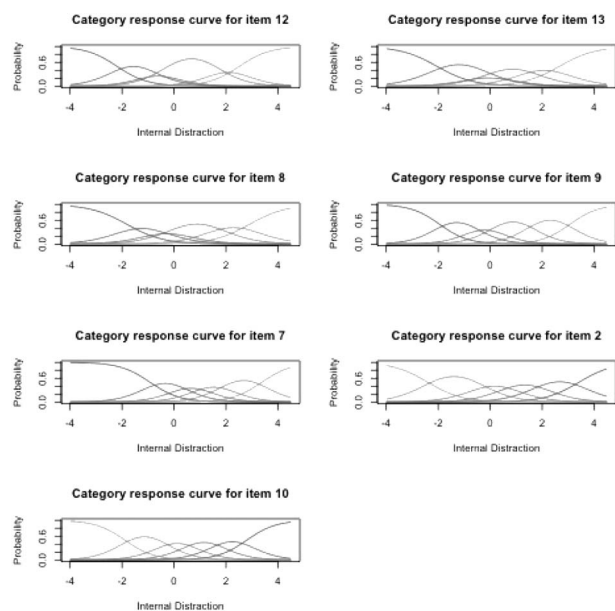 Category response curve for item 12
Probability
0.0 0.6
-4 -2 0 2 4
Internal Distraction
Category response curve for item 13
Probability
0.0 0.6
-4 -2 0 2 4
Internal Distraction
Category response curve for item 8
Probability
0.0 0.6
-4 -2 0 2 4
Internal Distraction
Category response curve for item 9
Probability
0.0 0.6
-4 -2 0 2 4
Internal Distraction
Category response curve for item 7
Probability
0.0 0.6
-4 -2 0 2 4
Internal Distraction
Category response curve for item 2
Probability
0.0 0.6
-4 -2 0 2 4
Internal Distraction
Category response curve for item 10
Probability
0.0 0.6
-4 -2 0 2 4
Internal Distraction